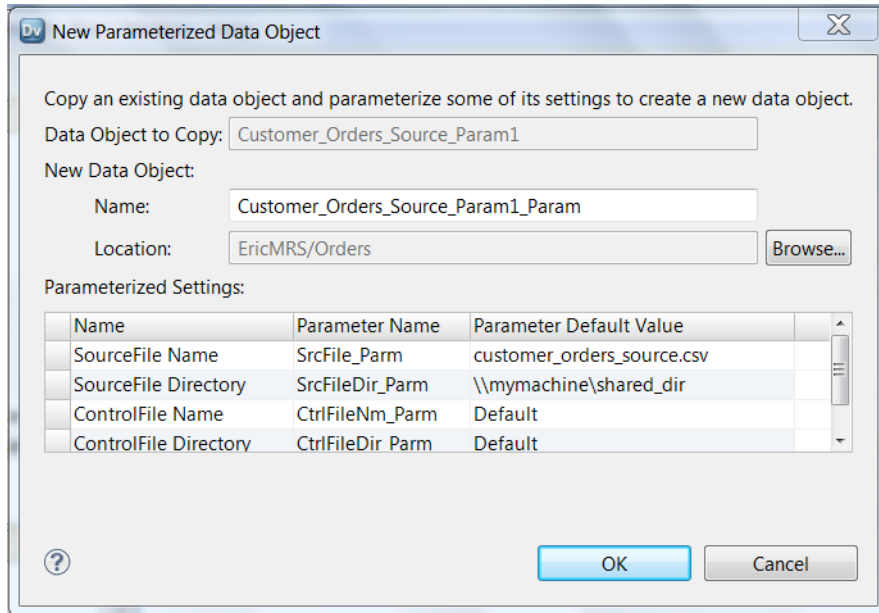 Dv New Parameterized Data Object
Copy an existing data object and parameterize some of its settings to create a new data object.
Data Object to Copy: Customer_Orders_Source_Param1
New Data Object:
Name: Customer_Orders_Source_Param1_Param
Location: EricMRS/Orders Browse...
Parameterized Settings:
Name Parameter Name Parameter Default Value
SourceFile Name SrcFile_Parm customer_orders_source.csv
SourceFile Directory SrcFileDir_Parm \\mymachine\shared_dir
ControlFile Name CtrlFileNm_Parm Default
ControlFile Directory CtrlFileDir_Parm Default
? OK Cancel